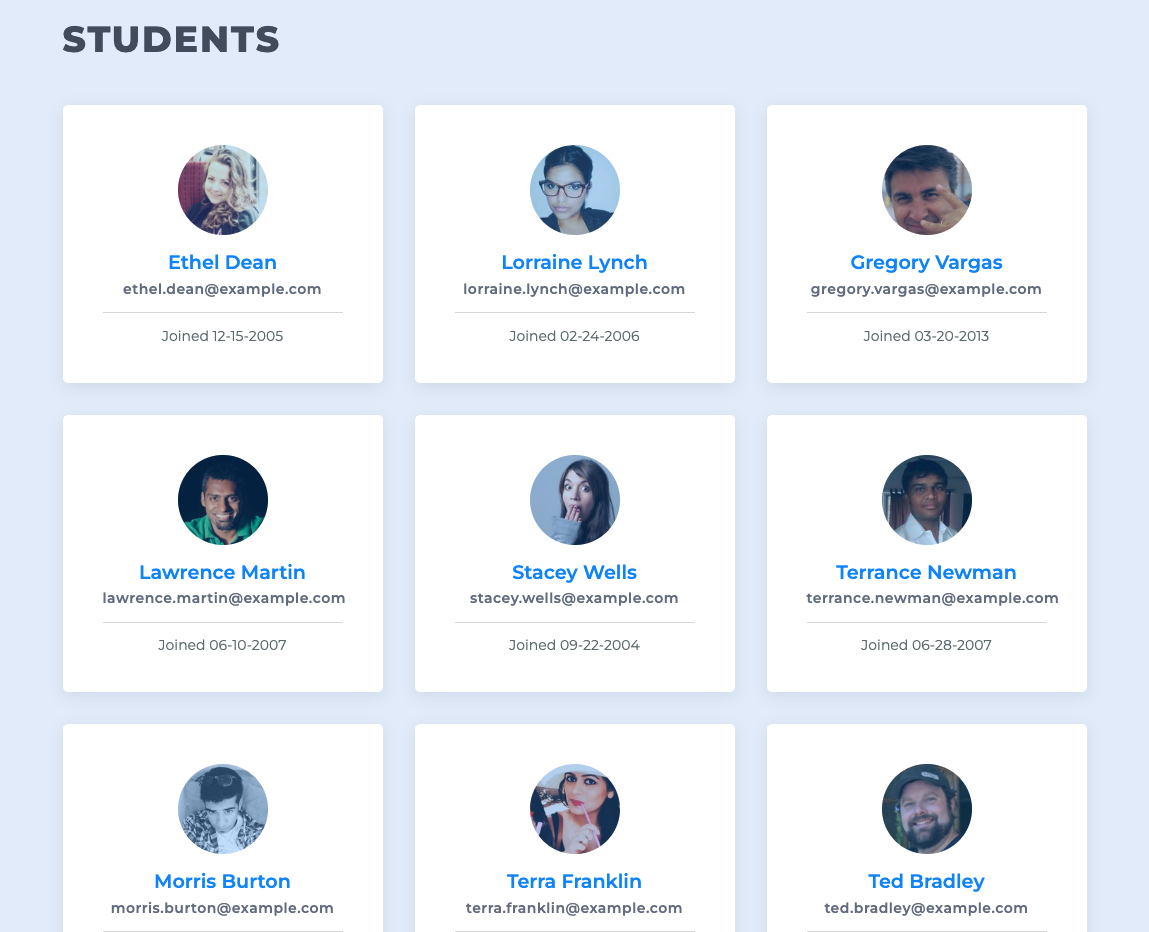 STUDENTS
Ethel Dean
ethel.dean@example.com
Joined 12-15-2005
Lorraine Lynch
lorraine.lynch@example.com
Joined 02-24-2006
Gregory Vargas
gregory.vargas@example.com
Joined 03-20-2013
Lawrence Martin
lawrence.martin@example.com
Joined 06-10-2007
Stacey Wells
stacey.wells@example.com
Joined 09-22-2004
Terrance Newman
terrance.newman@example.com
Joined 06-28-2007
Morris Burton
morris.burton@example.com
Terra Franklin
terra.franklin@example.com
Ted Bradley
ted.bradley@example.com